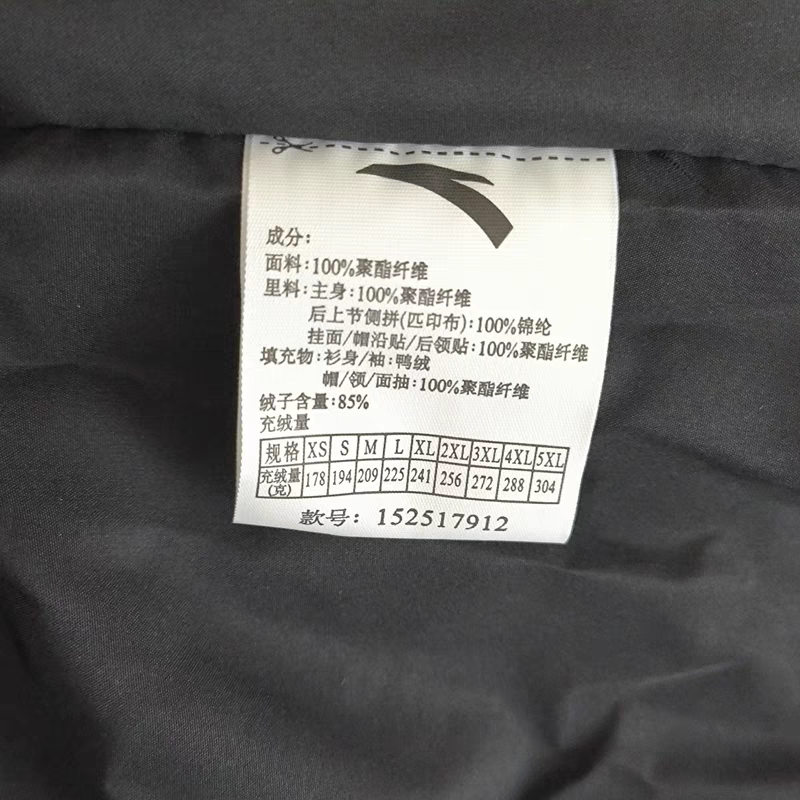 成分:
面料:100%聚酯纤维
里料:主身:100%聚酯纤维
后上节侧拼(匹印布):100%锦纶
挂面/帽沿贴/后领贴:100%聚酯纤维
填充物:衫身/袖:鸭绒
帽/领/面抽:100%聚酯纤维
绒子含量:85%
充绒量
规格 XS S M L XL 2XL 3XL 4XL 5XL
充绒量(克) 178 194 209 225 241 256 272 288 304
款号: 152517912